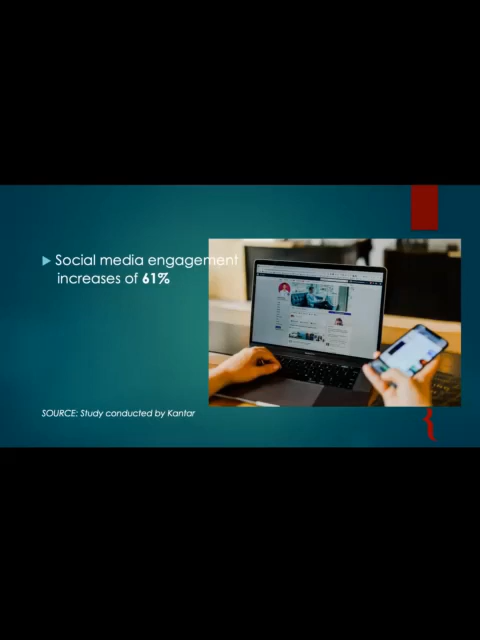 Social media engagement
increases of 61%
SOURCE: Study conducted by Kantar